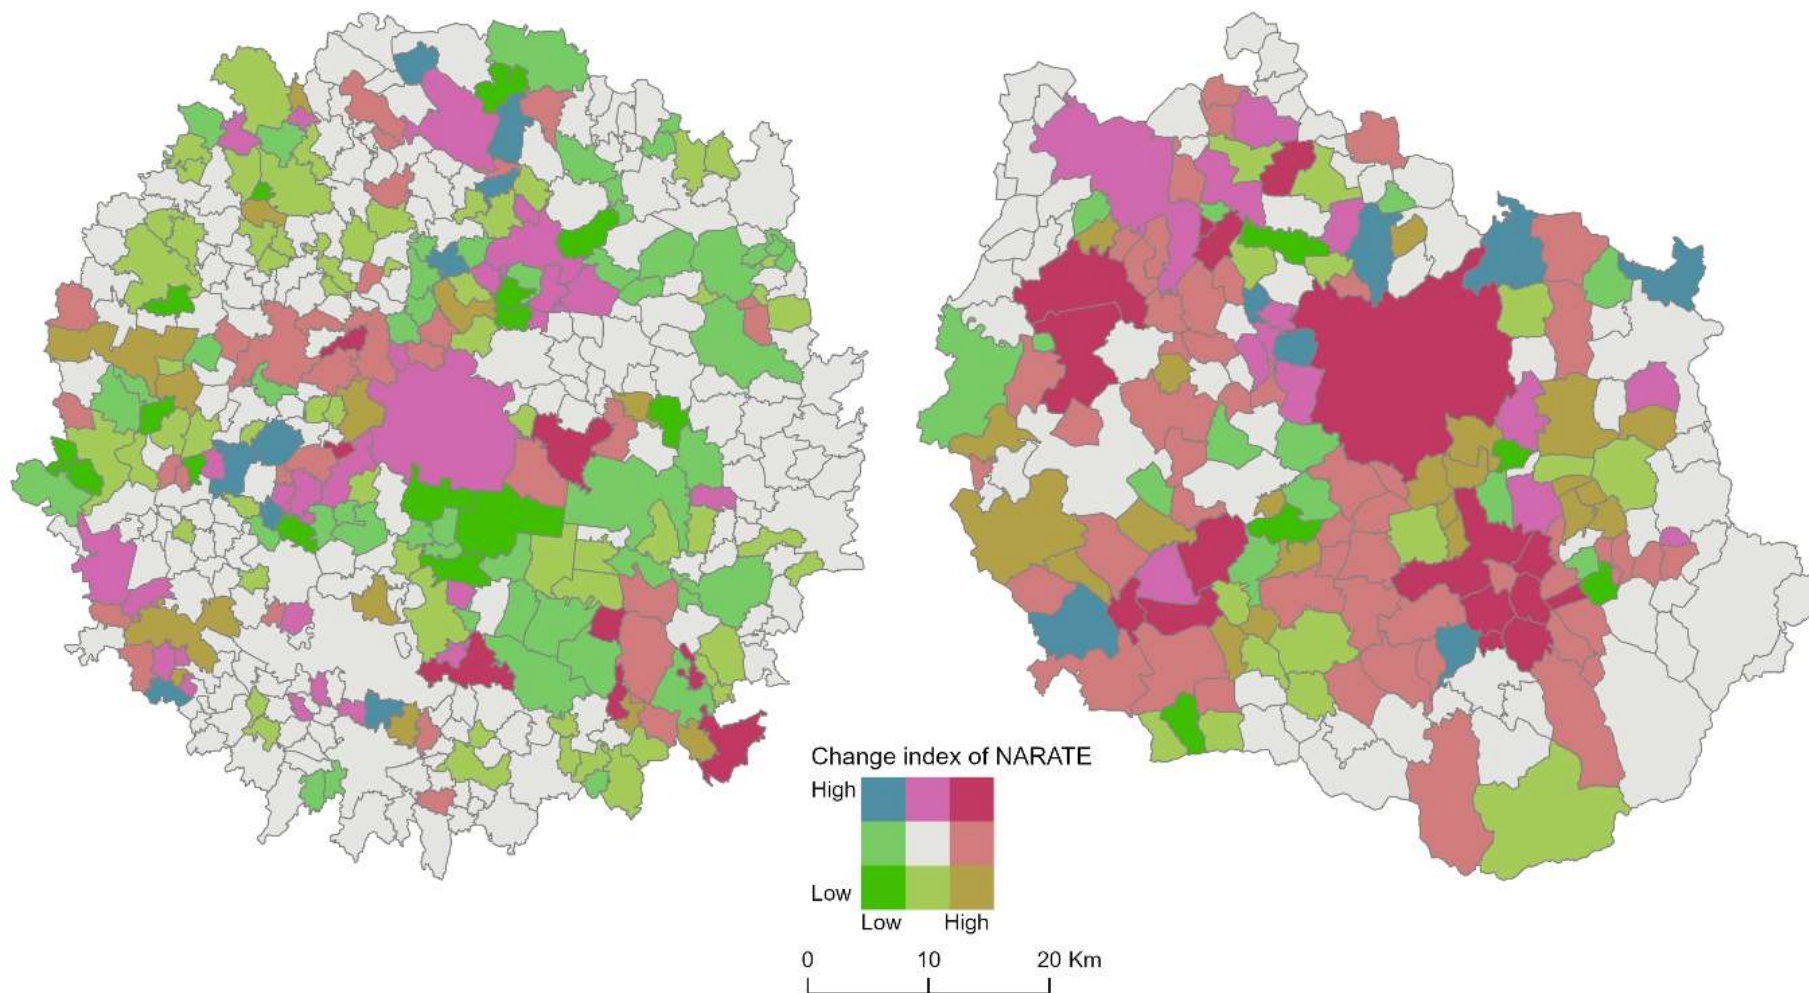 Change index of NARATE
High
Low
Low High
0 10 20 Km